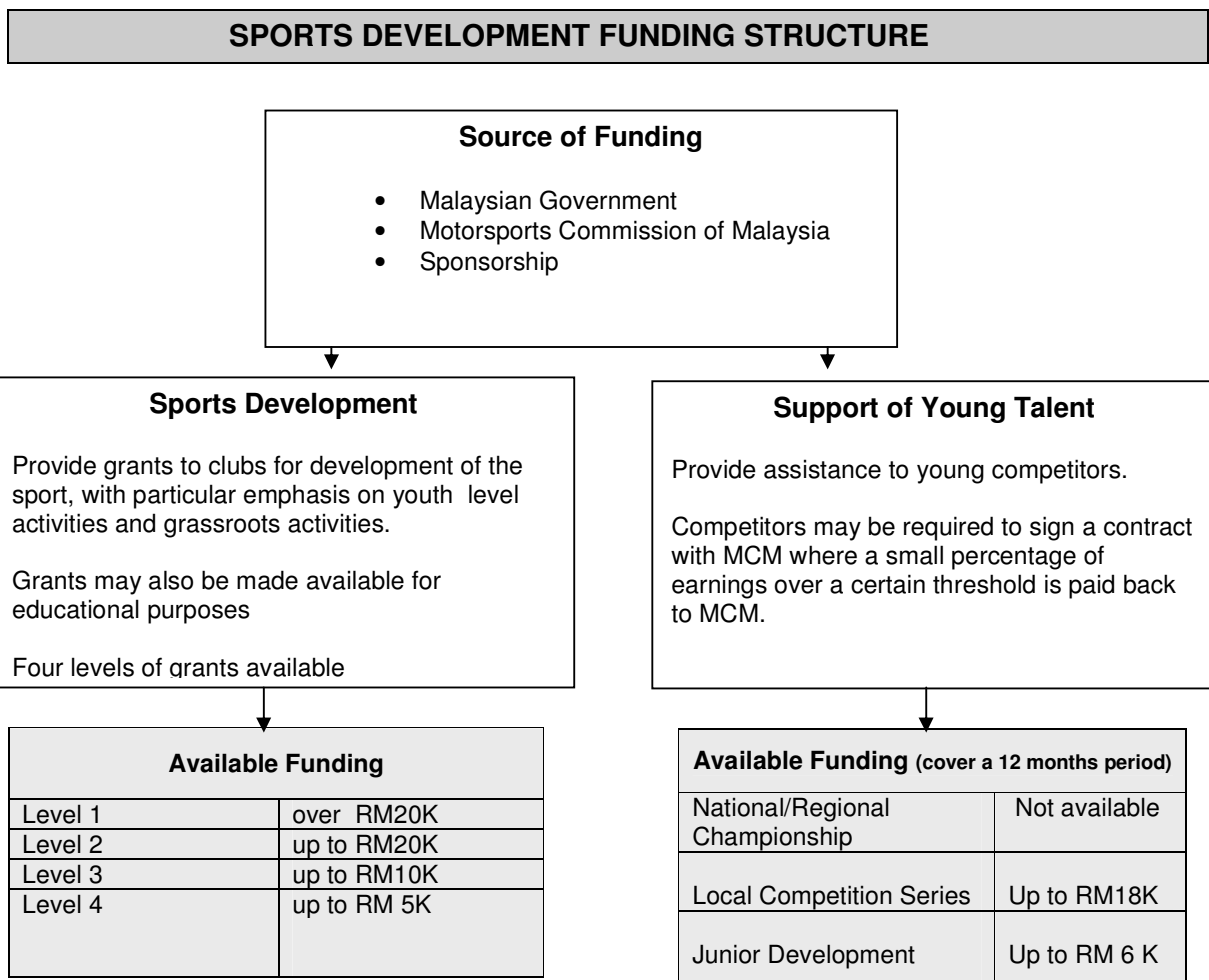 SPORTS DEVELOPMENT FUNDING STRUCTURE
Source of Funding
• Malaysian Government
• Motorsports Commission of Malaysia
• Sponsorship
Sports Development
Provide grants to clubs for development of the
sport, with particular emphasis on youth level
activities and grassroots activities.
Grants may also be made available for
educational purposes
Four levels of grants available
Support of Young Talent
Provide assistance to young competitors.
Competitors may be required to sign a contract
with MCM where a small percentage of
earnings over a certain threshold is paid back
to MCM.
Available Funding
Level 1 over RM20K
Level 2 up to RM20K
Level 3 up to RM10K
Level 4 up to RM 5K
Available Funding (cover a 12 months period)
National/Regional Not available
Championship
Local Competition Series Up to RM18K
Junior Development Up to RM 6 K